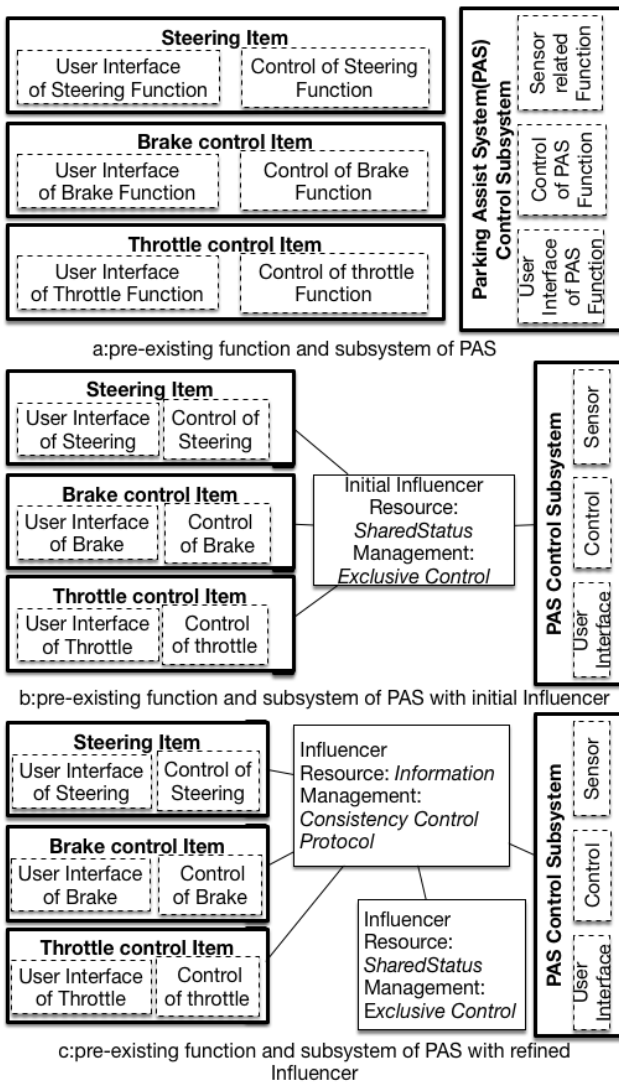 Steering Item
User Interface
of Steering Function
Control of Steering
Function
Brake control Item
User Interface
of Brake Function
Control of Brake
Function
Throttle control Item
User Interface
of Throttle Function
Control of throttle
Function
Parking Assist System(PAS)
Control Subsystem
Sensor
related
Function
Control
of PAS
Function
User
Interface
of PAS
Function
a:pre-existing function and subsystem of PAS
Steering Item
User Interface
of Steering
Control of
Steering
Brake control Item
User Interface
of Brake
Control
of Brake
Throttle control Item
User Interface
of Throttle
Control
of throttle
Initial Influencer
Resource:
SharedStatus
Management:
Exclusive Control
PAS Control Subsystem
Sensor
Control
User
Interface
b:pre-existing function and subsystem of PAS with initial Influencer
Steering Item
User Interface
of Steering
Control of
Steering
Brake control Item
User Interface
of Brake
Control
of Brake
Throttle control Item
User Interface
of Throttle
Control
of throttle
Influencer
Resource: Information
Management:
Consistency Control
Protocol
Influencer
Resource:
SharedStatus
Management:
Exclusive Control
PAS Control Subsystem
Sensor
Control
User
Interface
c:pre-existing function and subsystem of PAS with refined
Influencer